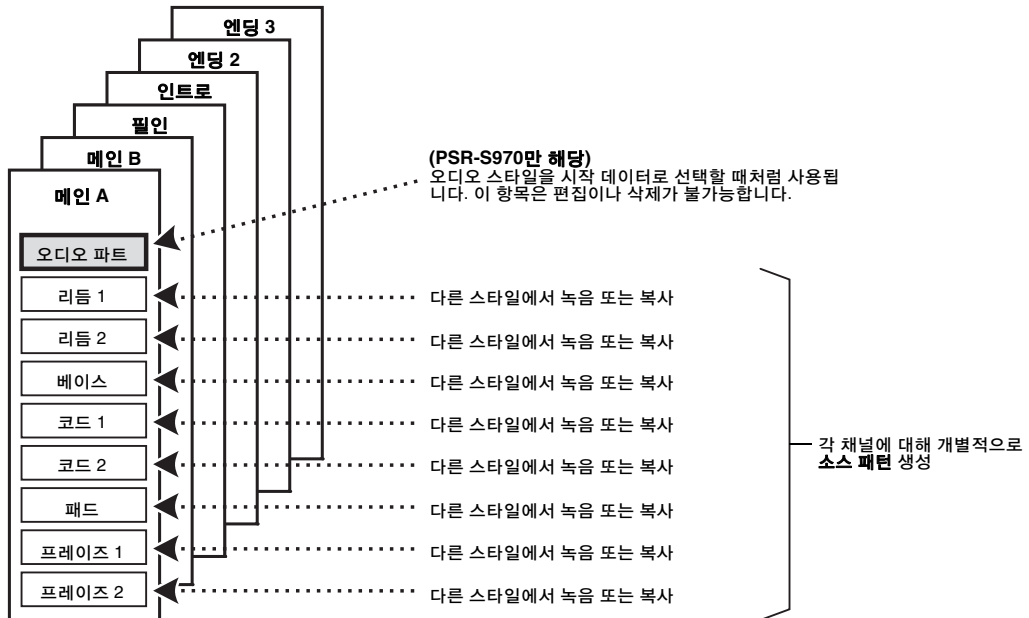 엔딩 3
엔딩 2
인트로
필인
메인 B
메인 A
(PSR-S970만 해당)
오디오 스타일을 시작 데이터로 선택할 때처럼 사용됩
니다. 이 항목은 편집이나 삭제가 불가능합니다.
오디오 파트
리듬 1
다른 스타일에서 녹음 또는 복사
리듬 2
다른 스타일에서 녹음 또는 복사
베이스
다른 스타일에서 녹음 또는 복사
코드 1
다른 스타일에서 녹음 또는 복사
코드 2
다른 스타일에서 녹음 또는 복사
패드
다른 스타일에서 녹음 또는 복사
프레이즈 1
다른 스타일에서 녹음 또는 복사
프레이즈 2
다른 스타일에서 녹음 또는 복사
각 채널에 대해 개별적으로
소스 패턴 생성